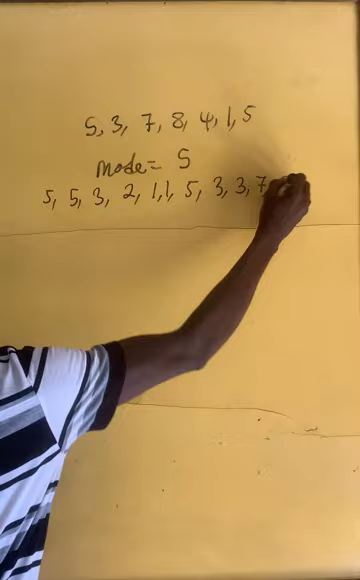 5, 3, 7, 8, 4, 1, 5
mode = 5
5, 5, 3, 2, 1, 1, 5, 3, 3, 7